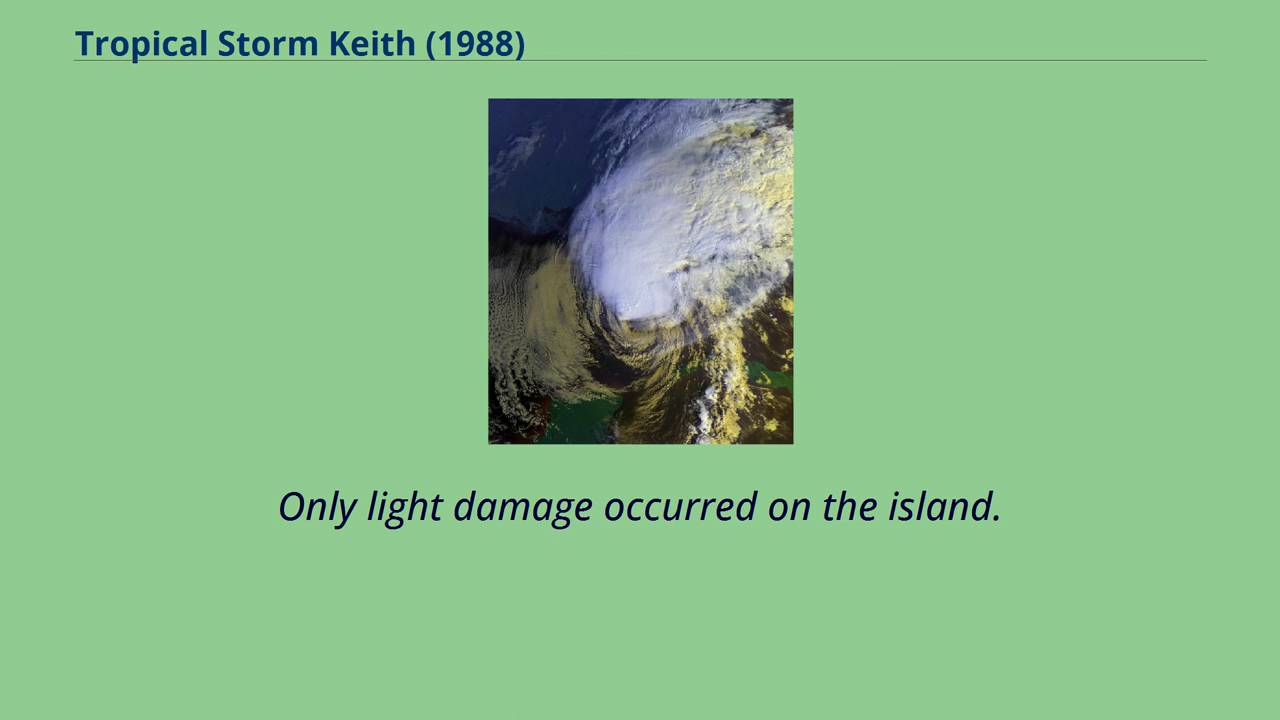 Tropical Storm Keith (1988)
Only light damage occurred on the island.